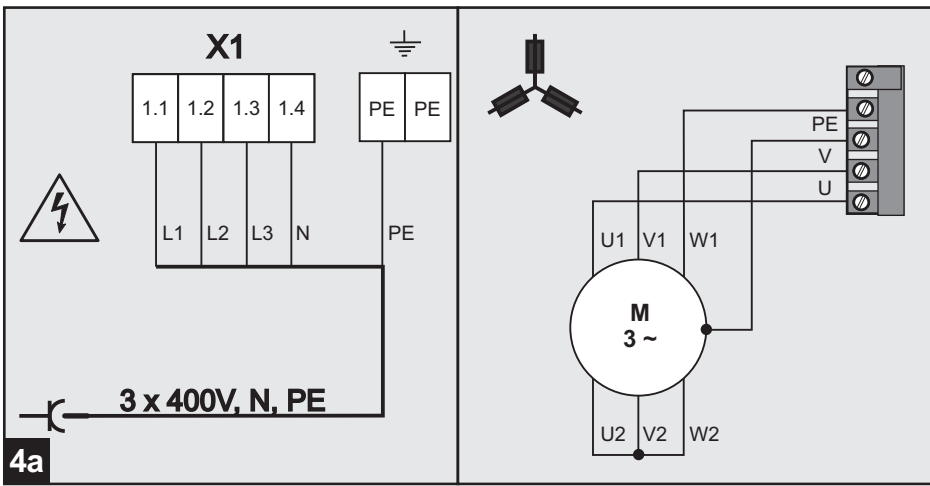 X1
1.1 1.2 1.3 1.4 PE PE
L1 L2 L3 N PE
3 x 400V, N, PE
4a
PE
V
U
U1 V1 W1
M
3 ~
U2 V2 W2